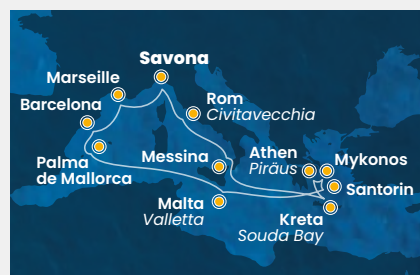 Savona
Marseille
Barcelona
Rom
Civitavecchia
Palma
de Mallorca
Messina
Athen
Piräus
Mykonos
Santorin
Malta
Valletta
Kreta
Souda Bay